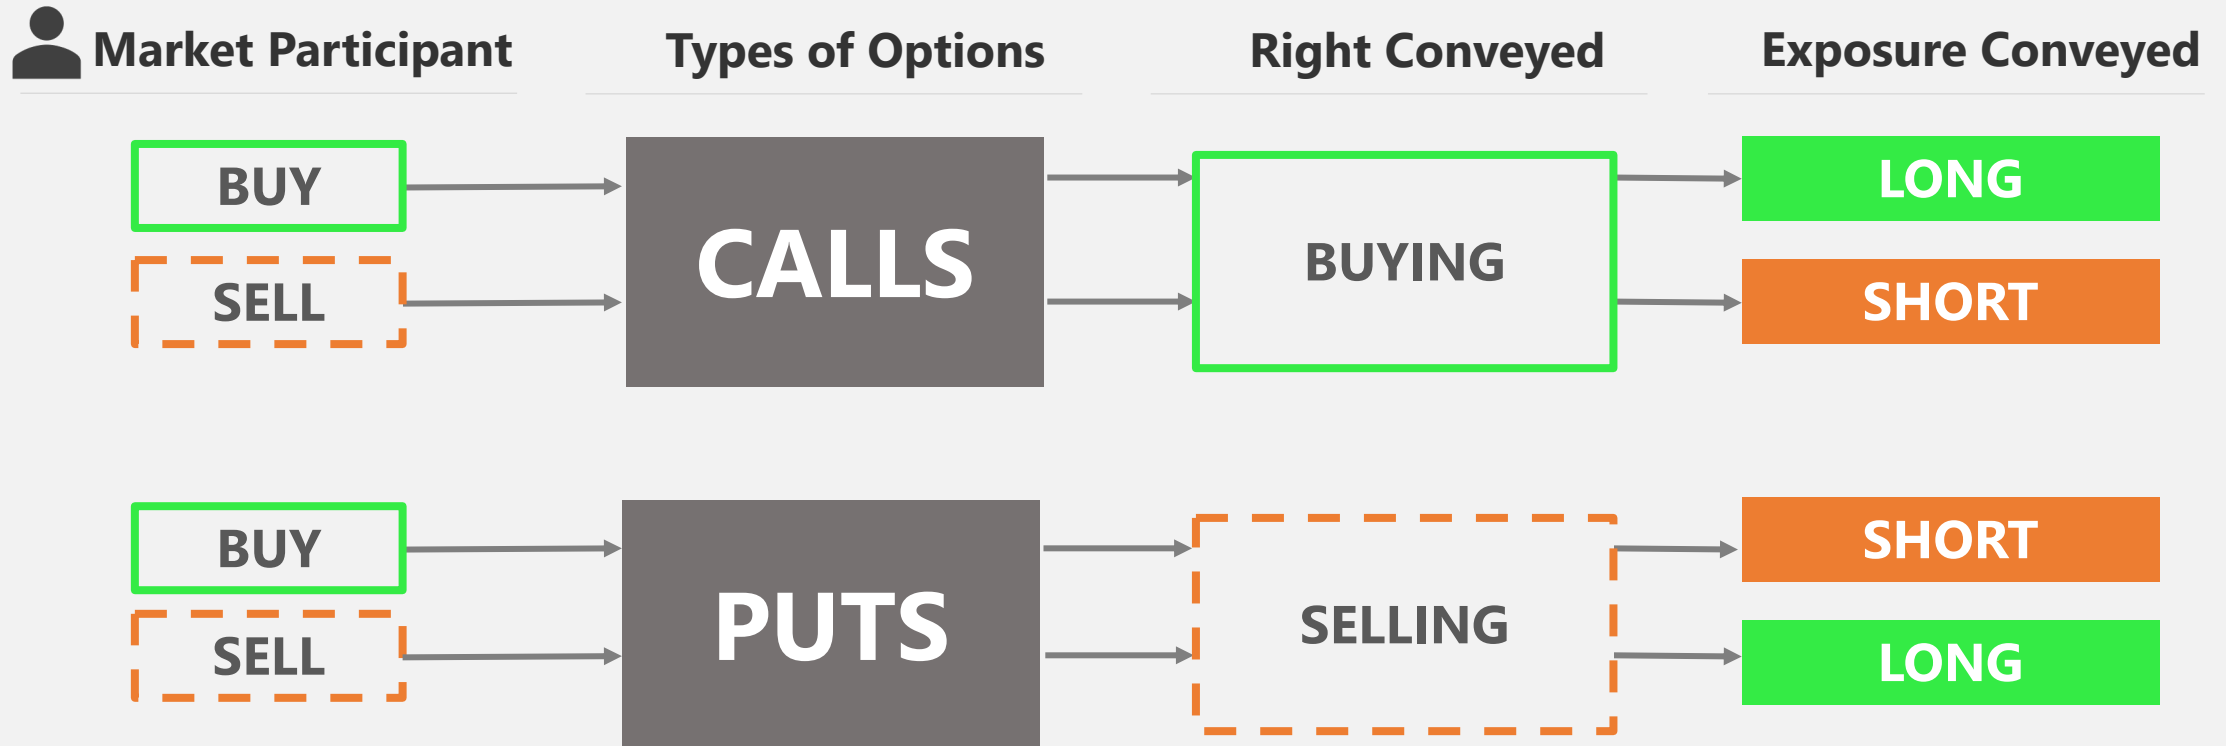 Market Participant
Types of Options
Right Conveyed
Exposure Conveyed
BUY
SELL
CALLS
BUYING
LONG
SHORT
BUY
SELL
PUTS
SELLING
SHORT
LONG